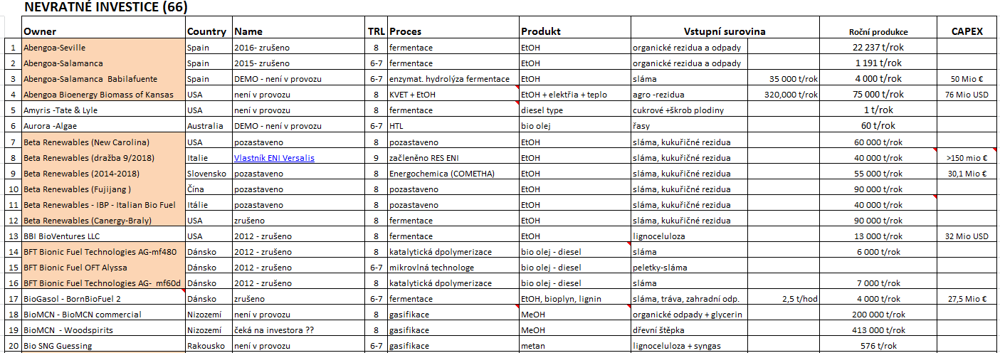 NEVRATNÉ INVESTICE (66)
Owner Country Name TRL Proces Produkt Vstupní surovina Roční produkce CAPEX
1 Abengoa-Seville Spain 2016- zrušeno 8 fermentace EtOH organické rezidua a odpady 22 237 t/rok
2 Abengoa-Salamanca Spain 2015- zrušeno 6-7 fermentace EtOH organické rezidua a odpady 1 191 t/rok
3 Abengoa-Salamanca Babilafuente Spain DEMO - není v provozu 6-7 enzymat. hydrolýza fermentace EtOH sláma 35 000 t/rok 4 000 t/rok 50 Mio €
4 Abengoa Bioenergy Biomass of Kansas USA není v provozu 8 KVET + EtOH EtOH + elektřia + teplo agro -rezidua 320,000 t/rok 75 000 t/rok 76 Mio USD
5 Amyris -Tate & Lyle USA není v provozu 8 fermentace diesel type cukrové +škrob plodiny 1 t/rok
6 Aurora -Algae Australia DEMO - není v provozu 6-7 HTL bio olej řasy 60 t/rok
7 Beta Renewables (New Carolina) USA pozastaveno 8 pozastaveno EtOH sláma, kukuřičné rezidua 60 000 t/rok
8 Beta Renewables (dražba 9/2018) Italie Vlastník ENI Versalis 9 začleněno RES ENI EtOH sláma, kukuřičné rezidua 40 000 t/rok >150 mio €
9 Beta Renewables (2014-2018) Slovensko pozastaveno 8 Energochemica (COMETHA) EtOH sláma, kukuřičné rezidua 55 000 t/rok 30,1 Mio €
10 Beta Renewables (Fujijang ) Čína pozastaveno 8 pozastaveno EtOH sláma, kukuřičné rezidua 90 000 t/rok
11 Beta Renewables - IBP - Italian Bio Fuel Itálie pozastaveno 8 pozastaveno EtOH sláma, kukuřičné rezidua 40 000 t/rok
12 Beta Renewables (Canergy-Braly) USA zrušeno 8 fermentace EtOH sláma, kukuřičné rezidua 90 000 t/rok
13 BBI BioVentures LLC USA 2012 - zrušeno 8 fermentace EtOH lignoceluloza 13 000 t/rok 32 Mio USD
14 BFT Bionic Fuel Technologies AG-mf480 Dánsko 2012 - zrušeno 8 katalytická dpolymerizace bio olej - diesel sláma 6 000 t/rok
15 BFT Bionic Fuel OFT Alyssa Dánsko 2012 - zrušeno 6-7 mikrovlná technologe bio olej - diesel peletky-sláma
16 BFT Bionic Fuel Technologies AG- mf60d Dánsko 2012 - zrušeno 8 katalytická dpolymerizace bio olej - diesel 7 000 t/rok
17 BioGasol - BornBioFuel 2 Dánsko zrušeno 6-7 fermentace EtOH, bioplyn, lignin sláma, tráva, zahradní odp. 2,5 t/hod 4 000 t/rok 27,5 Mio €
18 BioMCN - BioMCN commercial Nizozemí není v provozu 8 gasifikace MeOH organické odpady + glycerin 200 000 t/rok
19 BioMCN - Woodspirits Nizozemí čeká na investora ?? 8 gasifikace MeOH dřevní štěpka 413 000 t/rok
20 Bio SNG Guessing Rakousko není v provozu 6-7 gasifikace metan lignoceluloza + syngas 576 t/rok